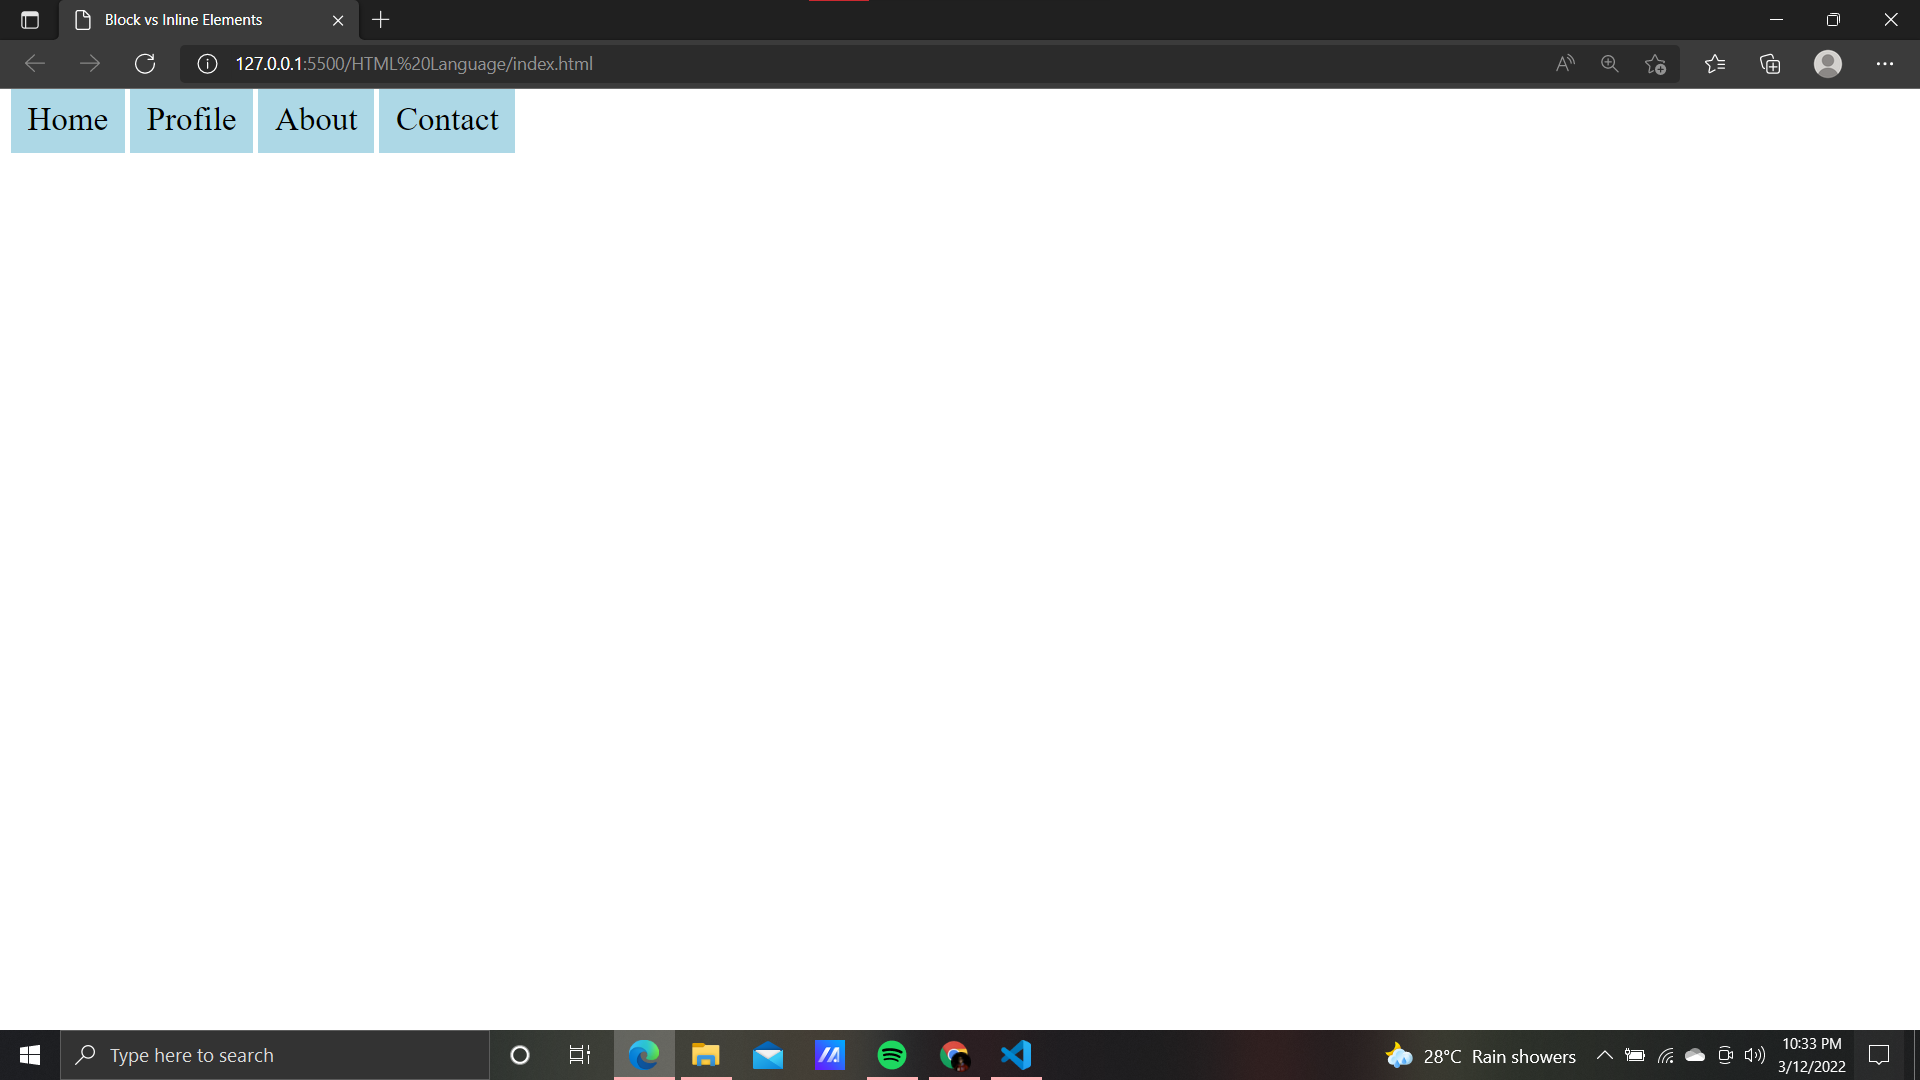 Block vs Inline Elements
127.0.0.1:5500/HTML%20Language/index.html
Home Profile About Contact
Type here to search
28°C Rain showers
10:33 PM
3/12/2022